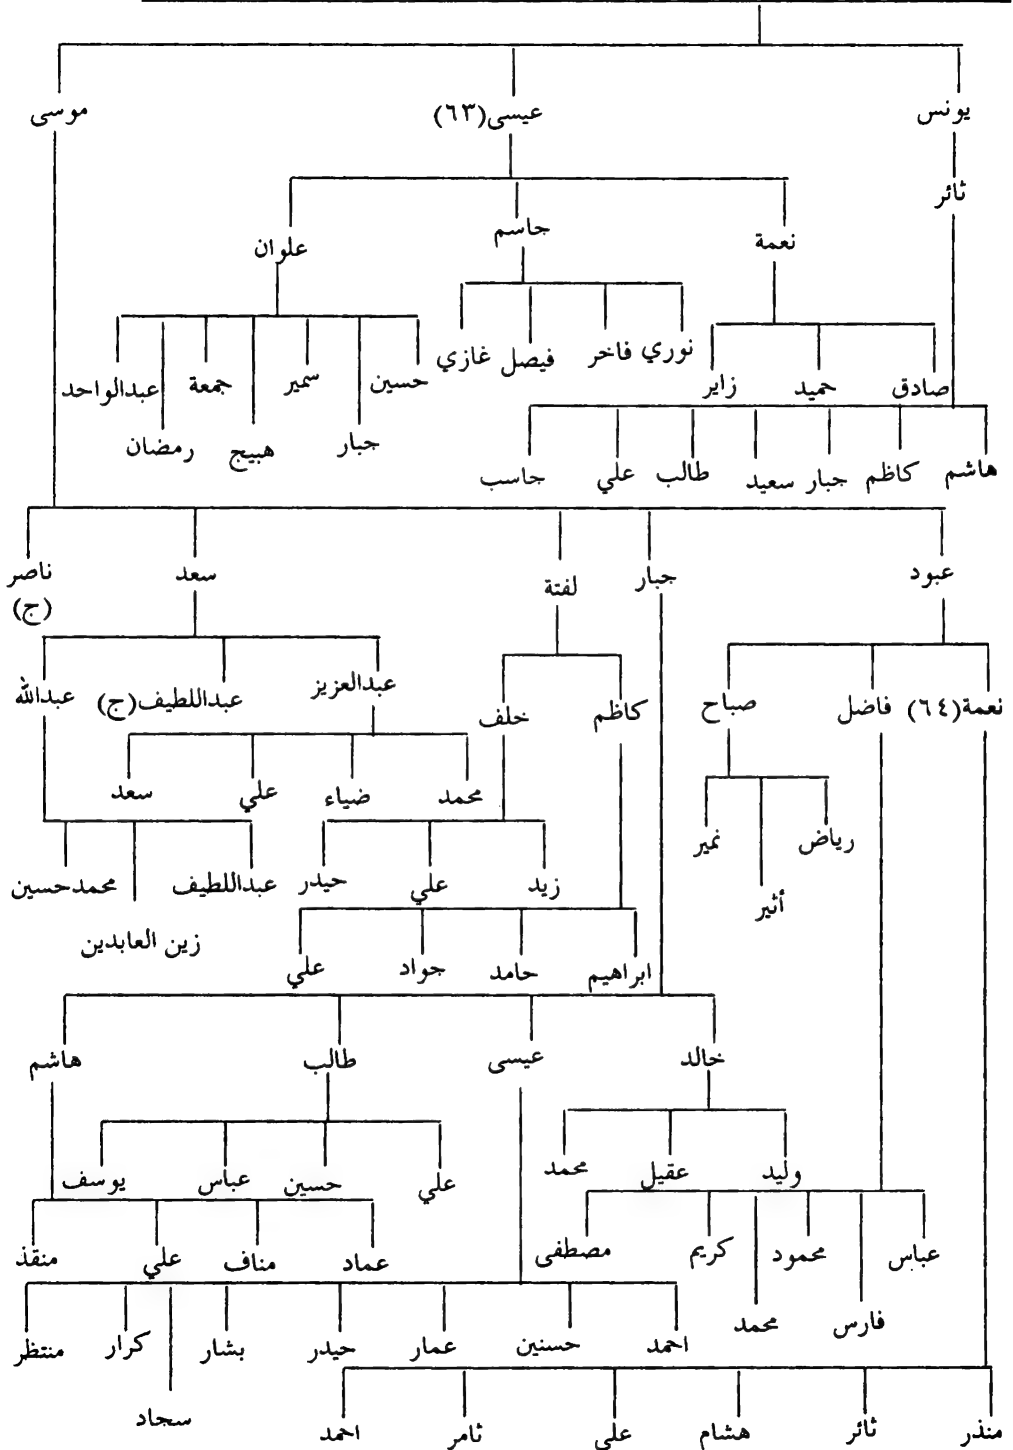 يونس عيسى(٦٣) موسى
ثائر
نعمة جاسم علوان
نوري فاخر فيصل غازي
صادق حميد زاير
حسين سمير جمعة عبدالواحد
جبار هبيج رمضان
هاشم كاظم جبار سعيد طالب علي جاسب
عبود جبار لفتة سعد ناصر
(ج)
عبدالعزيز عبداللطيف(ج) عبدالله
نعمة(٦٤) فاضل صباح كاظم خلف
محمد ضياء علي سعد
رياض نمير
زيد علي حيدر عبداللطيف محمدحسين
أثير
زين العابدين
ابراهيم حامد جواد علي
خالد عيسى طالب هاشم
وليد عقيل محمد علي حسين عباس يوسف
عباس محمود كريم مصطفى عماد مناف علي منقذ
فارس محمد
احمد حسنين عمار حيدر بشار كرار منتظر
سجاد
منذر ثائر هشام علي ثامر احمد